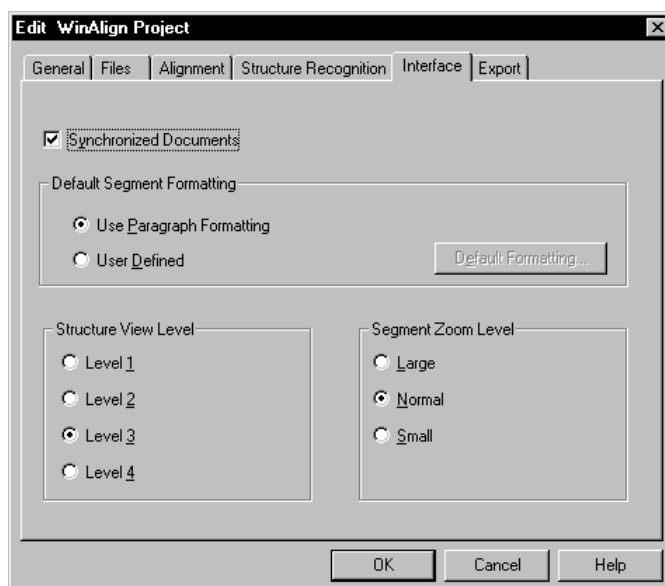 Edit WinAlign Project
General Files Alignment Structure Recognition Interface Export
Synchronized Documents
Default Segment Formatting
Use Paragraph Formatting
User Defined Default Formatting...
Structure View Level Segment Zoom Level
Level 1 Large
Level 2 Normal
Level 3 Small
Level 4
OK Cancel Help